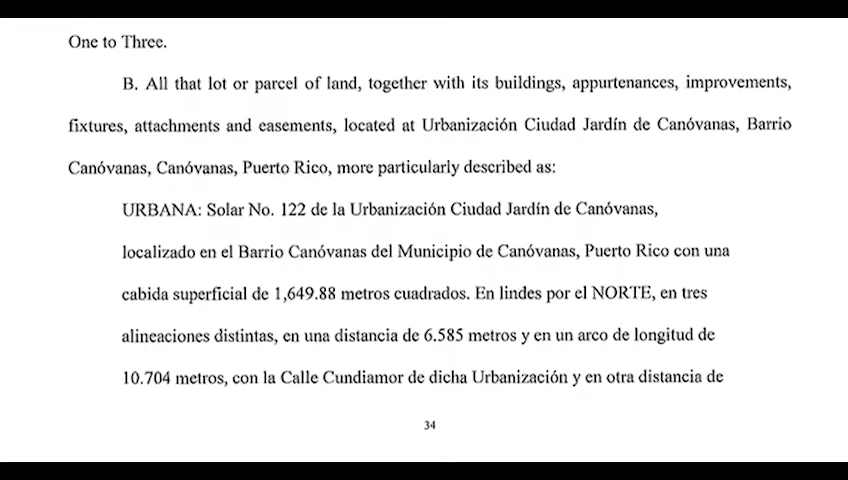 One to Three.
B. All that lot or parcel of land, together with its buildings, appurtenances, improvements,
fixtures, attachments and easements, located at Urbanización Ciudad Jardín de Canóvanas, Barrio
Canóvanas, Canóvanas, Puerto Rico, more particularly described as:
URBANA: Solar No. 122 de la Urbanización Ciudad Jardín de Canóvanas,
localizado en el Barrio Canóvanas del Municipio de Canóvanas, Puerto Rico con una
cabida superficial de 1,649.88 metros cuadrados. En lindes por el NORTE, en tres
alineaciones distintas, en una distancia de 6.585 metros y en un arco de longitud de
10.704 metros, con la Calle Cundiamor de dicha Urbanización y en otra distancia de
34